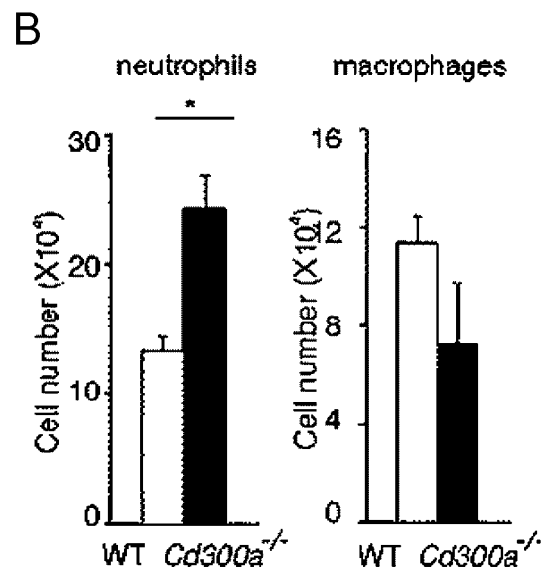 B
neutrophils
macrophages
*
30
20
10
0
Cell number (X10⁴)
WT Cd300a⁻/⁻
16
12
8
4
0
Cell number (X10⁴)
WT Cd300a⁻/⁻